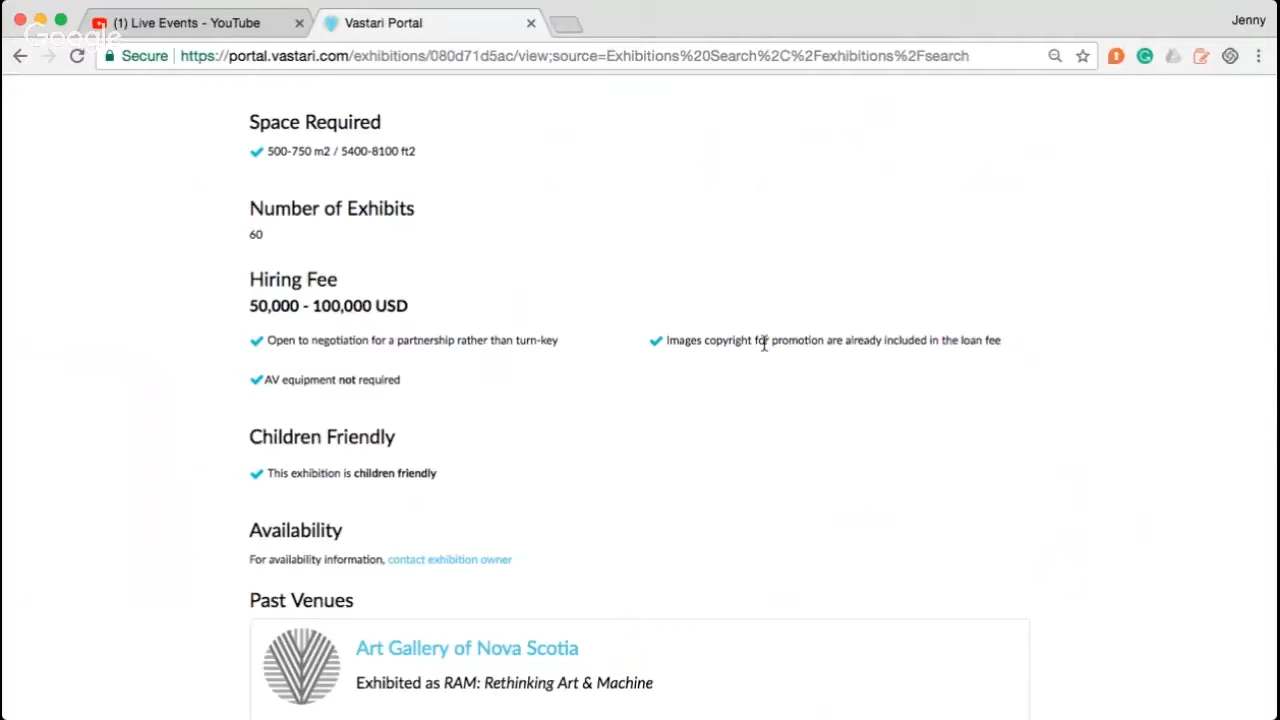 (1) Live Events - YouTube
Vastari Portal
Jenny
Google
Secure
https://portal.vastari.com/exhibitions/080d71d5ac/view;source=Exhibitions%20Search%2C%2Fexhibitions%2Fsearch
Space Required
500-750 m2 / 5400-8100 ft2
Number of Exhibits
60
Hiring Fee
50,000 - 100,000 USD
Open to negotiation for a partnership rather than turn-key
Images copyright for promotion are already included in the loan fee
AV equipment not required
Children Friendly
This exhibition is children friendly
Availability
For availability information, contact exhibition owner
Past Venues
Art Gallery of Nova Scotia
Exhibited as RAM: Rethinking Art & Machine